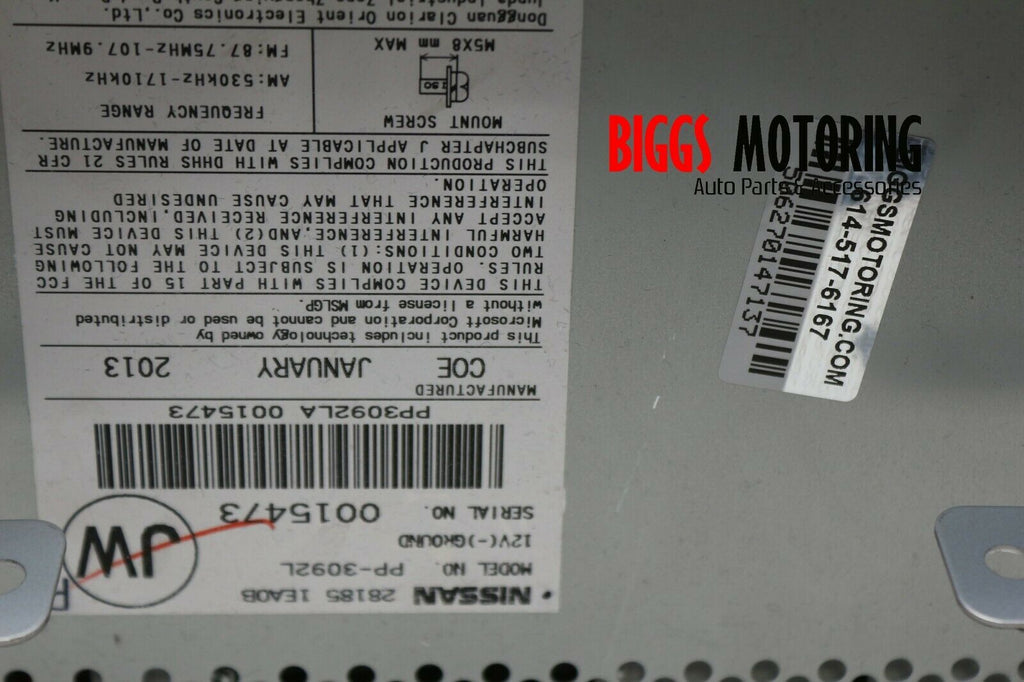 • NISSAN 28185 1EA0B
MODEL NO. PP-3092L
12V(-)GROUND
SERIAL NO. 0015473
JW
PP3092LA 0015473
MANUFACTURED
COE JANUARY 2013
This product includes technology owned by
Microsoft Corporation and cannot be used or distributed
without a license from MSLGP.
THIS DEVICE COMPLIES WITH PART 15 OF THE FCC
RULES. OPERATION IS SUBJECT TO THE FOLLOWING
TWO CONDITIONS: (1) THIS DEVICE MAY NOT CAUSE
HARMFUL INTERFERENCE,AND(2) THIS DEVICE MUST
ACCEPT ANY INTERFERENCE RECEIVED,INCLUDING
INTERFERENCE THAT MAY CAUSE UNDESIRED
OPERATION.
THIS PRODUCTION COMPLIES WITH DHHS RULES 21 CFR
SUBCHAPTER J APPLICABLE AT DATE OF MANUFACTURE.
MOUNT SCREW
M5X8 mm MAX
FREQUENCY RANGE
AM:530kHz-1710kHz
FM:87.75MHz-107.9MHz
Dongguan Clarion Orient Electronics Co.,Ltd.
BIGGS MOTORING
Auto Parts & Accessories
GSMOTORING.COM
614-517-6167